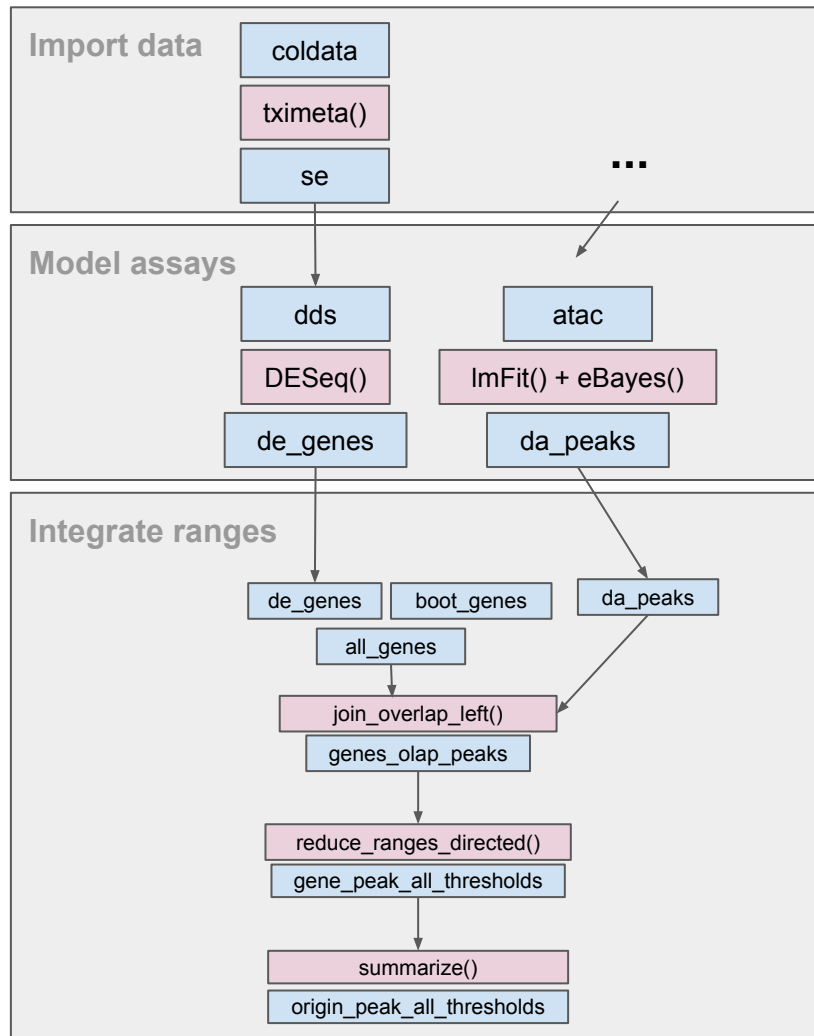 Import data
coldata
tximeta()
se
...
Model assays
dds
atac
DESeq()
lmFit() + eBayes()
de_genes
da_peaks
Integrate ranges
de_genes
boot_genes
da_peaks
all_genes
join_overlap_left()
genes_olap_peaks
reduce_ranges_directed()
gene_peak_all_thresholds
summarize()
origin_peak_all_thresholds